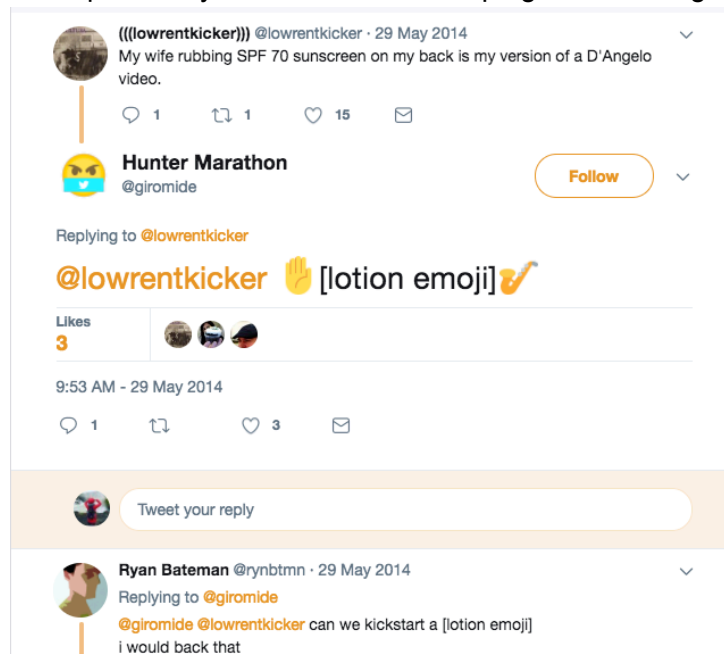 (((lowrentkicker))) @lowrentkicker · 29 May 2014
My wife rubbing SPF 70 sunscreen on my back is my version of a D'Angelo
video.
1 1 15
Hunter Marathon
@giromide
Follow
Replying to @lowrentkicker
@lowrentkicker ✋[lotion emoji]🎷
Likes
3
9:53 AM - 29 May 2014
1 3
Tweet your reply
Ryan Bateman @rynbtmn · 29 May 2014
Replying to @giromide
@giromide @lowrentkicker can we kickstart a [lotion emoji]
i would back that